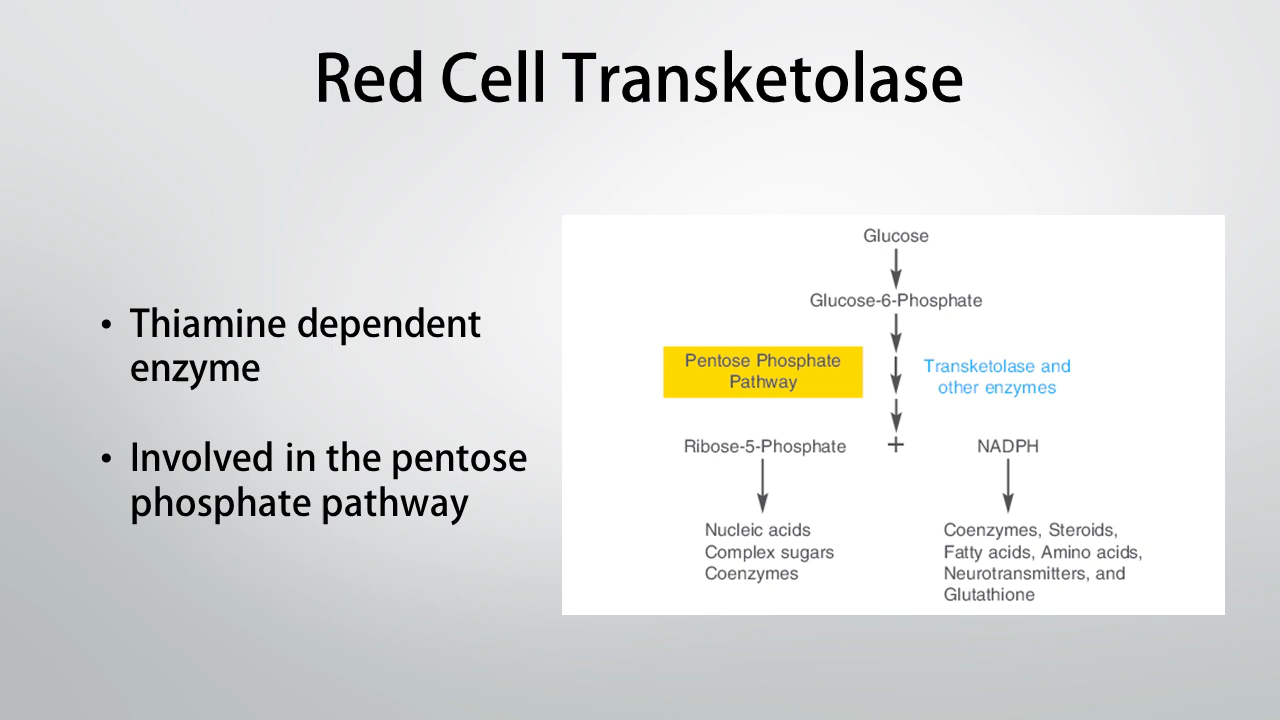 Red Cell Transketolase
• Thiamine dependent
enzyme
• Involved in the pentose
phosphate pathway
Glucose
Glucose-6-Phosphate
Pentose Phosphate
Pathway
Transketolase and
other enzymes
Ribose-5-Phosphate + NADPH
Nucleic acids
Complex sugars
Coenzymes
Coenzymes, Steroids,
Fatty acids, Amino acids,
Neurotransmitters, and
Glutathione